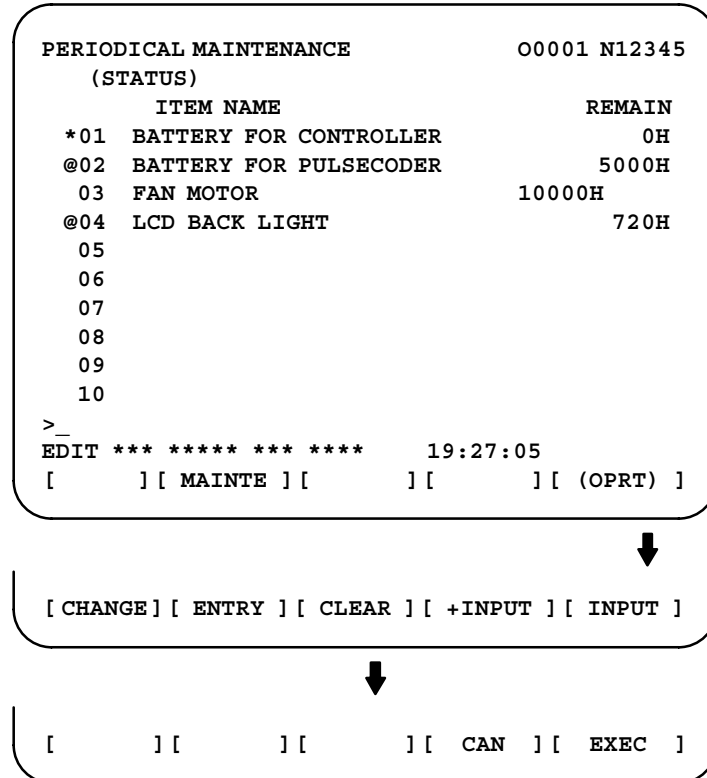 PERIODICAL MAINTENANCE O0001 N12345
(STATUS)
ITEM NAME REMAIN
*01 BATTERY FOR CONTROLLER 0H
@02 BATTERY FOR PULSECODER 5000H
03 FAN MOTOR 10000H
@04 LCD BACK LIGHT 720H
05
06
07
08
09
10
>_
EDIT *** ***** *** **** 19:27:05
[ ][ MAINTE ][ ][ ][ (OPRT) ]
[ CHANGE ][ ENTRY ][ CLEAR ][ +INPUT ][ INPUT ]
[ ][ ][ ][ CAN ][ EXEC ]